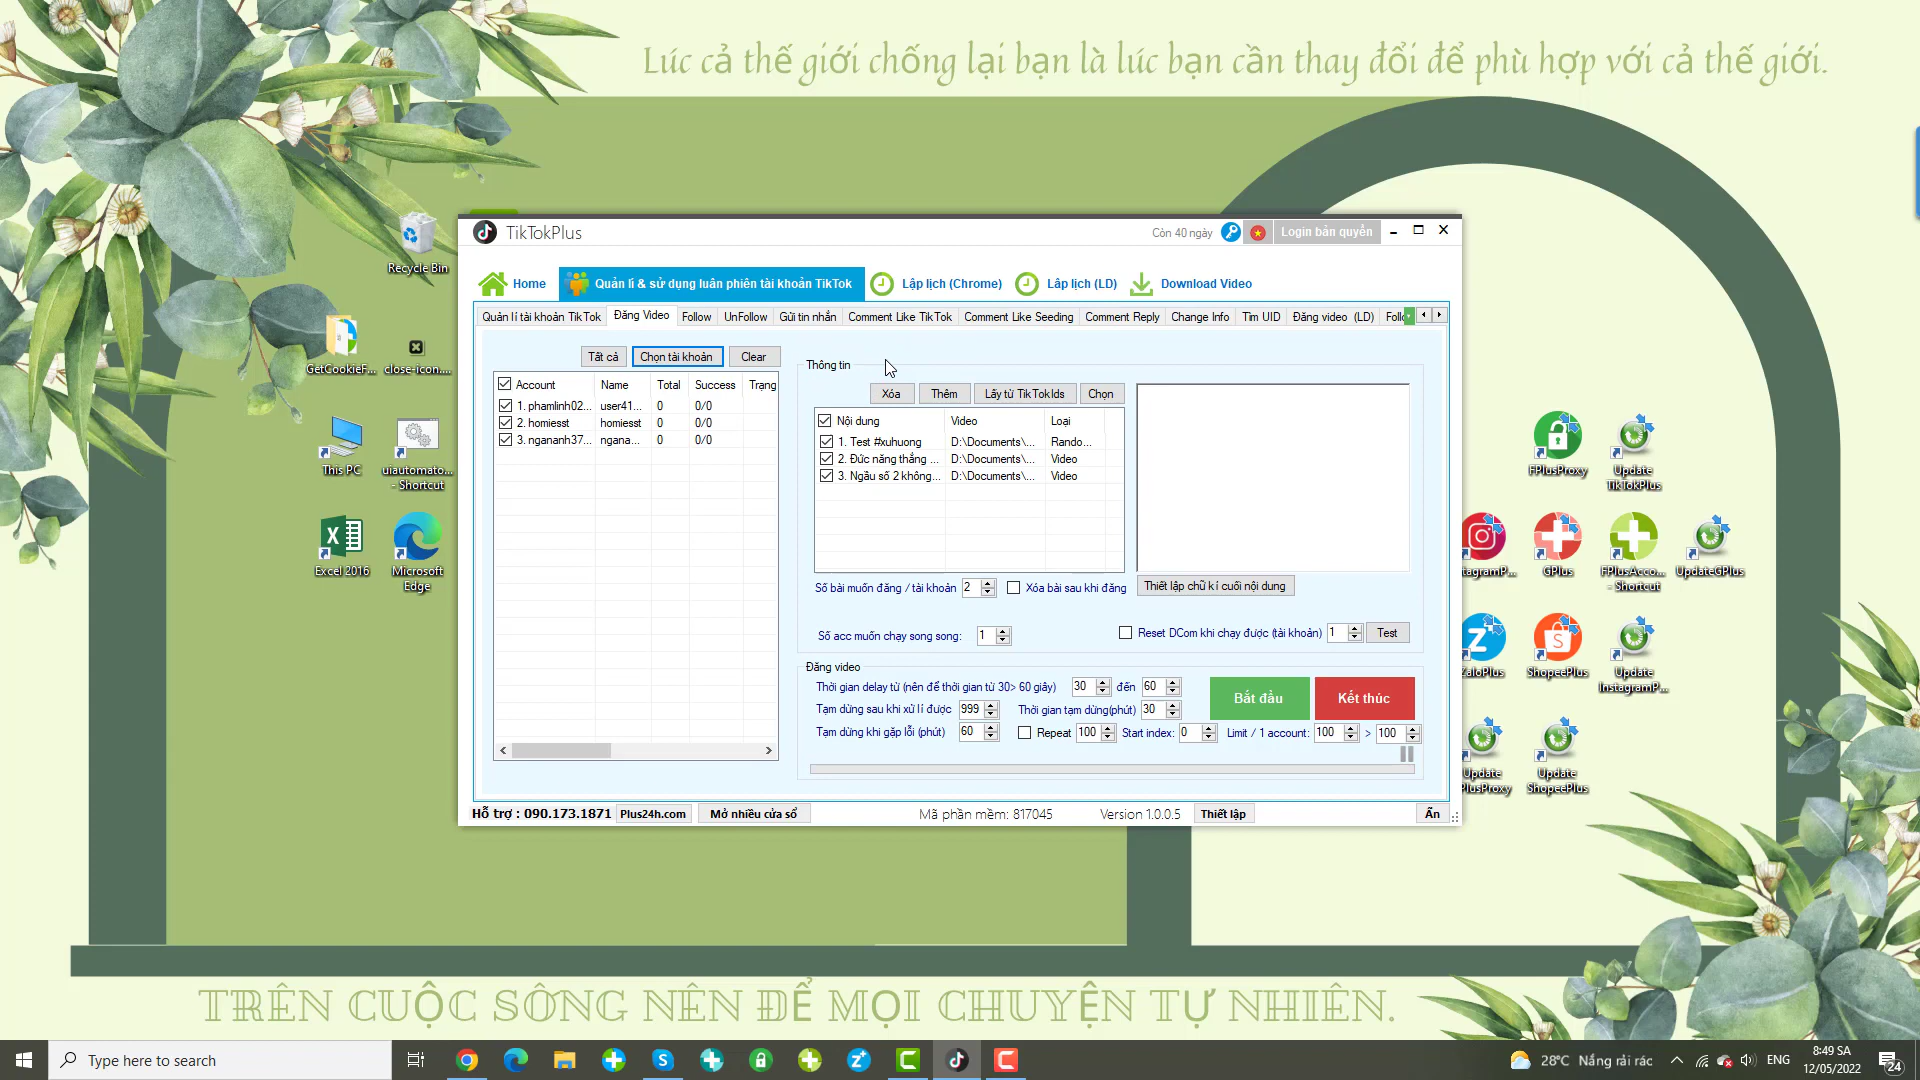 Lúc cả thế giới chống lại bạn là lúc bạn cần thay đổi để phù hợp với cả thế giới.
Recycle Bin
GetCookieF...
close-icon....
This PC
uiautomato...
- Shortcut
Excel 2016
Microsoft
Edge
TikTokPlus
Còn 40 ngày
Login bản quyền
Home
Quản lí & sử dụng luân phiên tài khoản TikTok
Lập lịch (Chrome)
Lâp lịch (LD)
Download Video
Quản lí tài khoản TikTok
Đăng Video
Follow
UnFollow
Gửi tin nhắn
Comment Like TikTok
Comment Like Seeding
Comment Reply
Change Info
Tìm UID
Đăng video (LD)
Follo
Tất cả
Chọn tài khoản
Clear
Account Name Total Success Trạng
1. phamlinh02... user41... 0 0/0
2. homiesst homiesst 0 0/0
3. ngananh37... ngana... 0 0/0
Thông tin
Xóa
Thêm
Lấy từ TikTokIds
Chọn
Nội dung Video Loại
1. Test #xuhuong D:\Documents\... Rando...
2. Đức năng thắng ... D:\Documents\... Video
3. Ngầu số 2 không... D:\Documents\... Video
Số bài muốn đăng / tài khoản 2
Xóa bài sau khi đăng
Thiết lập chữ kí cuối nội dung
Số acc muốn chạy song song: 1
Reset DCom khi chạy được (tài khoản) 1
Test
Đăng video
Thời gian delay từ (nên để thời gian từ 30> 60 giây) 30 đến 60
Tạm dừng sau khi xử lí được 999 Thời gian tạm dừng(phút) 30
Tạm dừng khi gặp lỗi (phút) 60 Repeat 100 Start index: 0 Limit / 1 account: 100 > 100
Bắt đầu
Kết thúc
Hỗ trợ : 090.173.1871
Plus24h.com
Mở nhiều cửa sổ
Mã phần mềm: 817045
Version 1.0.0.5
Thiết lập
Ẩn
FPlusProxy
Update
TikTokPlus
tagramP...
GPlus
FPlusAcco...
- Shortcut
UpdateGPlus
ZaloPlus
ShopeePlus
Update
InstagramP...
Update
PlusProxy
Update
ShopeePlus
TRÊN CUỘC SỐNG NÊN ĐỂ MỌI CHUYỆN TỰ NHIÊN.
Type here to search
28°C Nắng rải rác
ENG
8:49 SA
12/05/2022
24